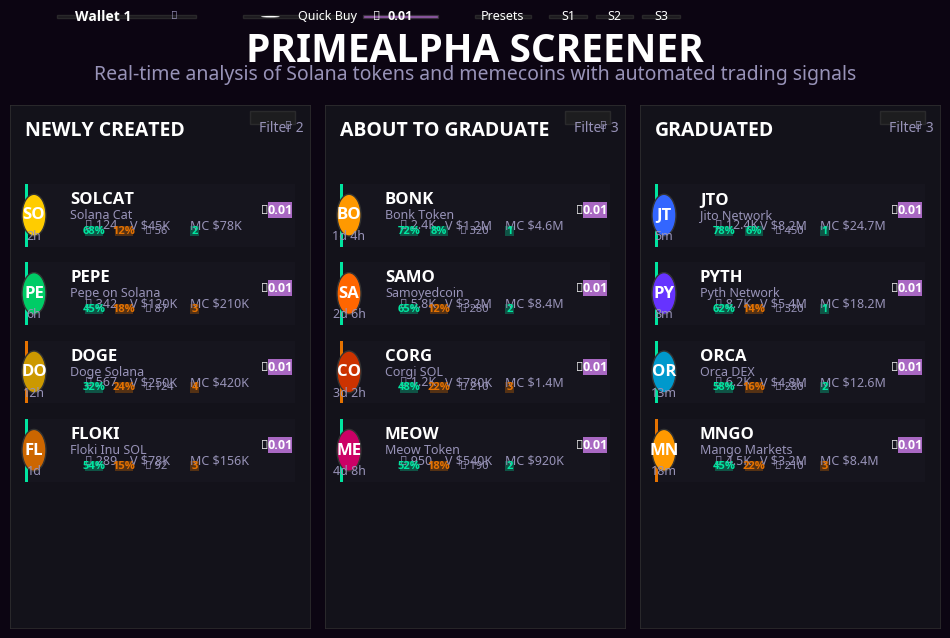 Wallet 1 Quick Buy 0.01 Presets S1 S2 S3
PRIMEALPHA SCREENER
Real-time analysis of Solana tokens and memecoins with automated trading signals
NEWLY CREATED Filter 2
SO SOLCAT 0.01
Solana Cat
124 V $45K MC $78K
68% 12% 56 2
2h
PE PEPE 0.01
Pepe on Solana
342 V $120K MC $210K
45% 18% 87 3
6h
DO DOGE 0.01
Doge Solana
567 V $250K MC $420K
32% 24% 124 4
12h
FL FLOKI 0.01
Floki Inu SOL
289 V $78K MC $156K
54% 15% 92 3
1d
ABOUT TO GRADUATE Filter 3
BO BONK 0.01
Bonk Token
2.4K V $1.2M MC $4.6M
72% 8% 320 1
1d 4h
SA SAMO 0.01
Samoyedcoin
5.8K V $3.2M MC $8.4M
65% 12% 280 2
2d 6h
CO CORG 0.01
Corgi SOL
1.2K V $780K MC $1.4M
48% 22% 210 3
3d 2h
ME MEOW 0.01
Meow Token
950 V $540K MC $920K
52% 18% 190 2
4d 8h
GRADUATED Filter 3
JT JTO 0.01
Jito Network
12.4K V $8.2M MC $24.7M
78% 6% 450 1
PY PYTH 0.01
Pyth Network
8.7K V $5.4M MC $18.2M
62% 14% 320 1
OR ORCA 0.01
Orca DEX
6.2K V $4.8M MC $12.6M
58% 16% 280 2
13m
MN MNGO 0.01
Mango Markets
4.5K V $3.2M MC $8.4M
45% 22% 210 3
18m